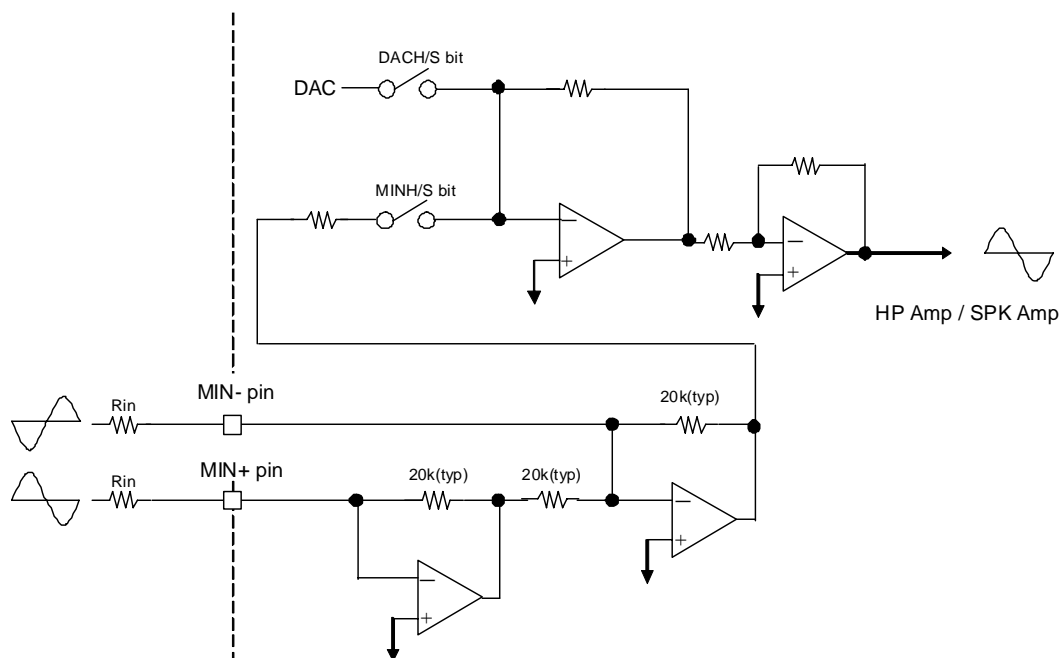 DACH/S bit
DAC
MINH/S bit
−
+
−
+
HP Amp / SPK Amp
MIN- pin
20k(typ)
Rin
MIN+ pin
20k(typ)
20k(typ)
Rin
−
+
−
+